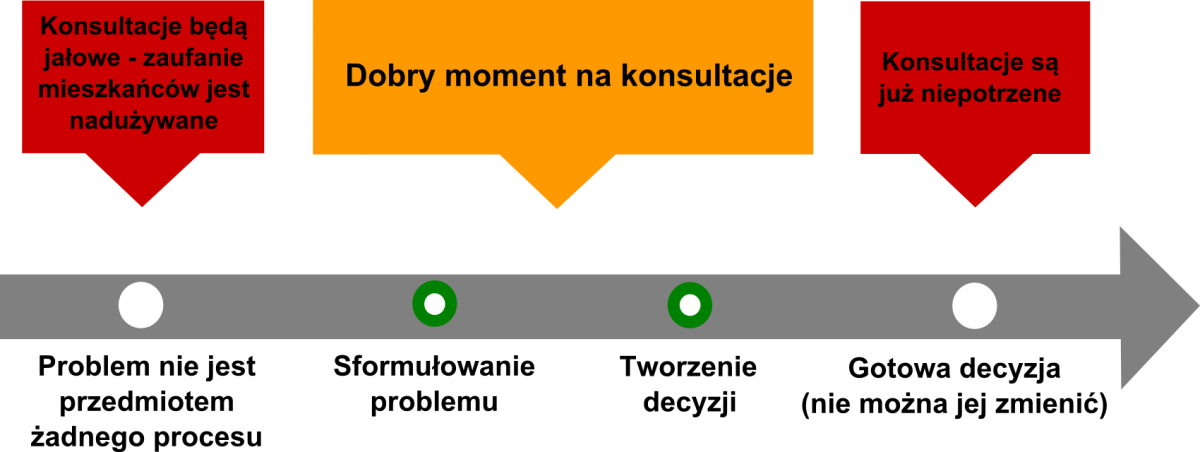 Konsultacje będą
jałowe - zaufanie
mieszkańców jest
nadużywane
Dobry moment na konsultacje
Konsultacje są
już niepotrzene
Problem nie jest
przedmiotem
żadnego procesu
Sformułowanie
problemu
Tworzenie
decyzji
Gotowa decyzja
(nie można jej zmienić)